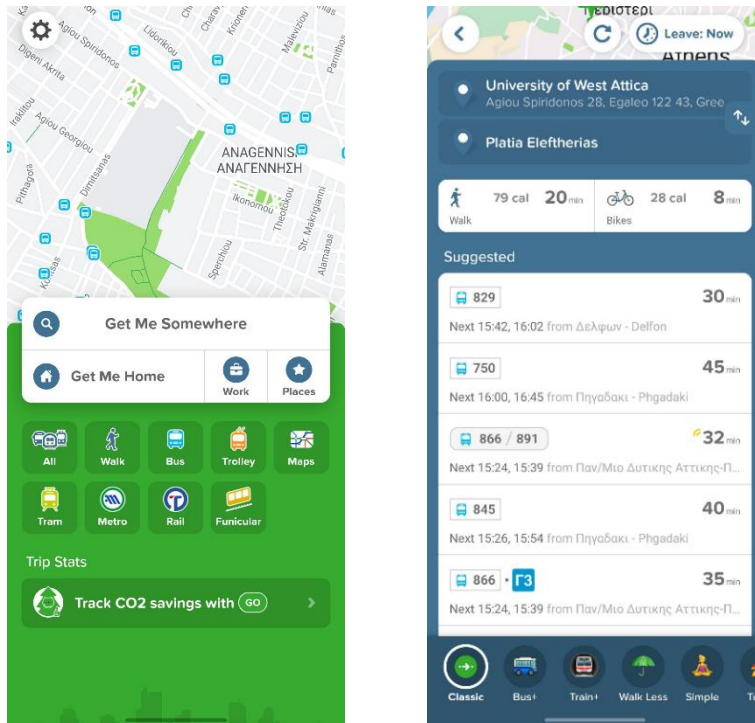 Agiou Spiridonos
Lidorikiou
Krioneri
Maleviziou
Parnithos
Digeni Akrita
Iraklitou
Agiou Georgiou
Pithagora
Dimitsanas
ANAGENNISI
ΑΝΑΓΕΝΝΗΣΗ
Ikonomou
Theotokou
Str. Makrigianni
Alamanas
Sperchiou
Get Me Somewhere
Get Me Home
Work
Places
All
Walk
Bus
Trolley
Maps
Tram
Metro
Rail
Funicular
Trip Stats
Track CO2 savings with GO
Leave: Now
Athens
University of West Attica
Agiou Spiridonos 28, Egaleo 122 43, Gree
Platia Eleftherias
79 cal 20 min
Walk
28 cal 8 min
Bikes
Suggested
829 30 min
Next 15:42, 16:02 from Δελφων - Delfon
750 45 min
Next 16:00, 16:45 from Πηγαδακι - Phgadaki
866 / 891 32 min
Next 15:24, 15:39 from Παν/Μιο Δυτικης Αττικης-Π...
845 40 min
Next 15:26, 15:54 from Πηγαδακι - Phgadaki
866 · Γ3 35 min
Next 15:24, 15:39 from Παν/Μιο Δυτικης Αττικης-Π...
Classic
Bus+
Train+
Walk Less
Simple